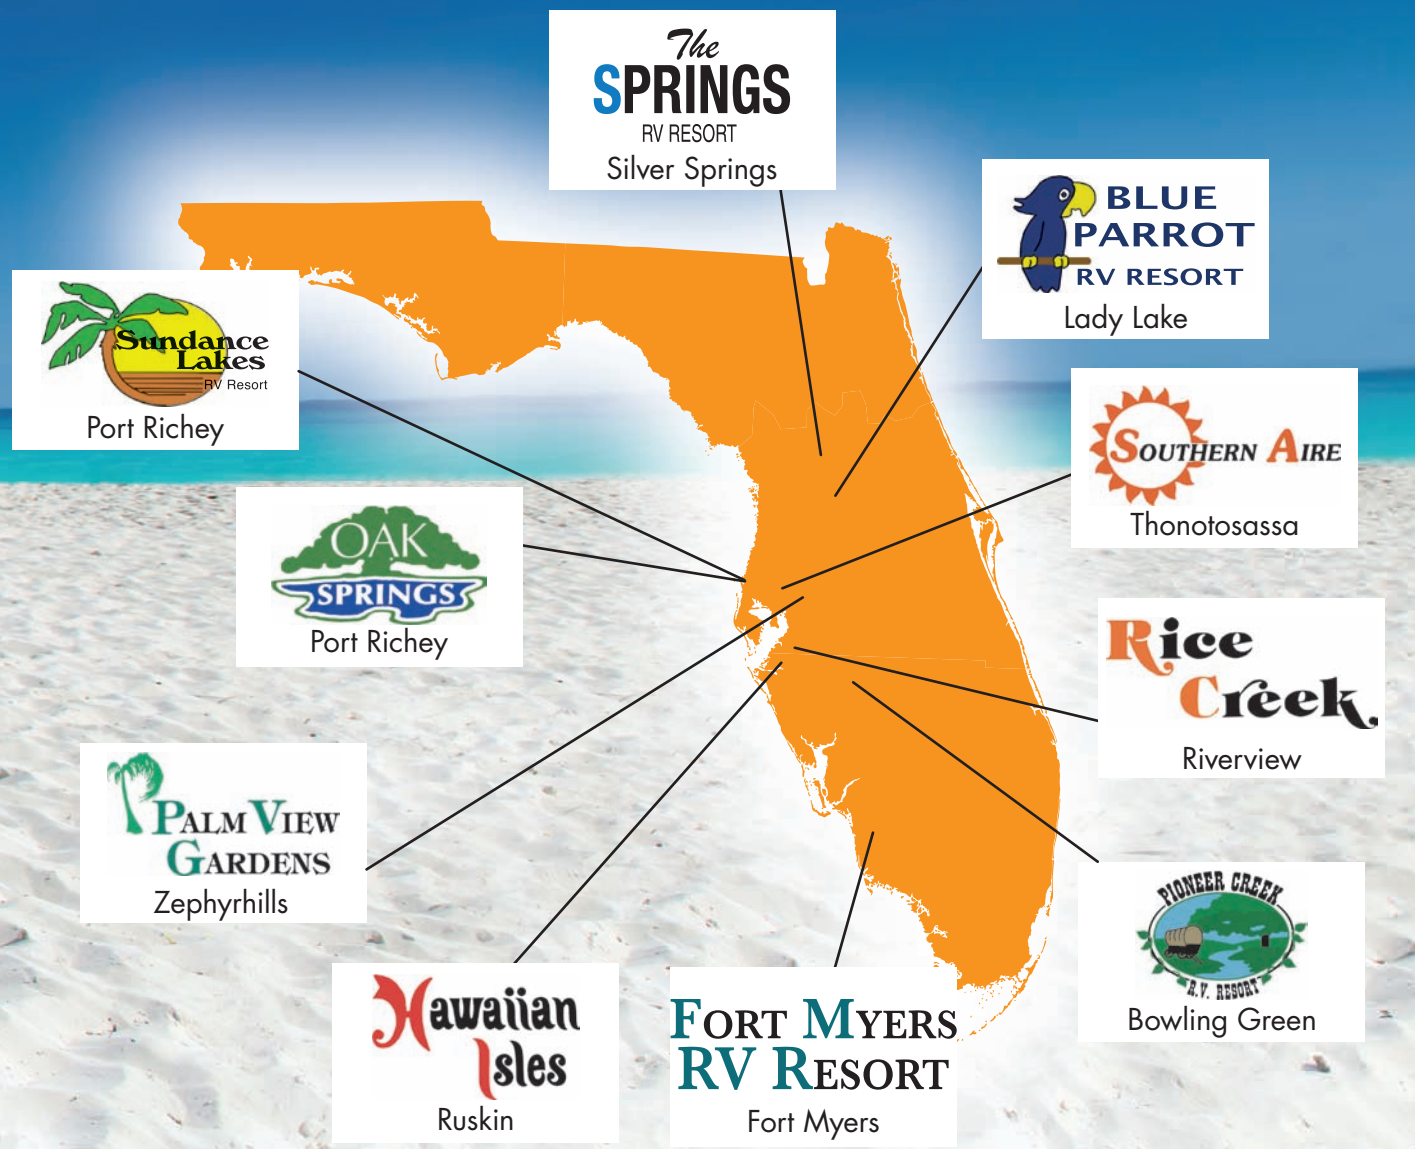 The
SPRINGS
RV RESORT
Silver Springs
BLUE
PARROT
RV RESORT
Lady Lake
Sundance
Lakes
RV Resort
Port Richey
SOUTHERN AIRE
Thonotosassa
OAK
SPRINGS
Port Richey
Rice
Creek
Riverview
PALM VIEW
GARDENS
Zephyrhills
PIONEER CREEK
R.V. RESORT
Bowling Green
Hawaiian
Isles
Ruskin
FORT MYERS
RV RESORT
Fort Myers